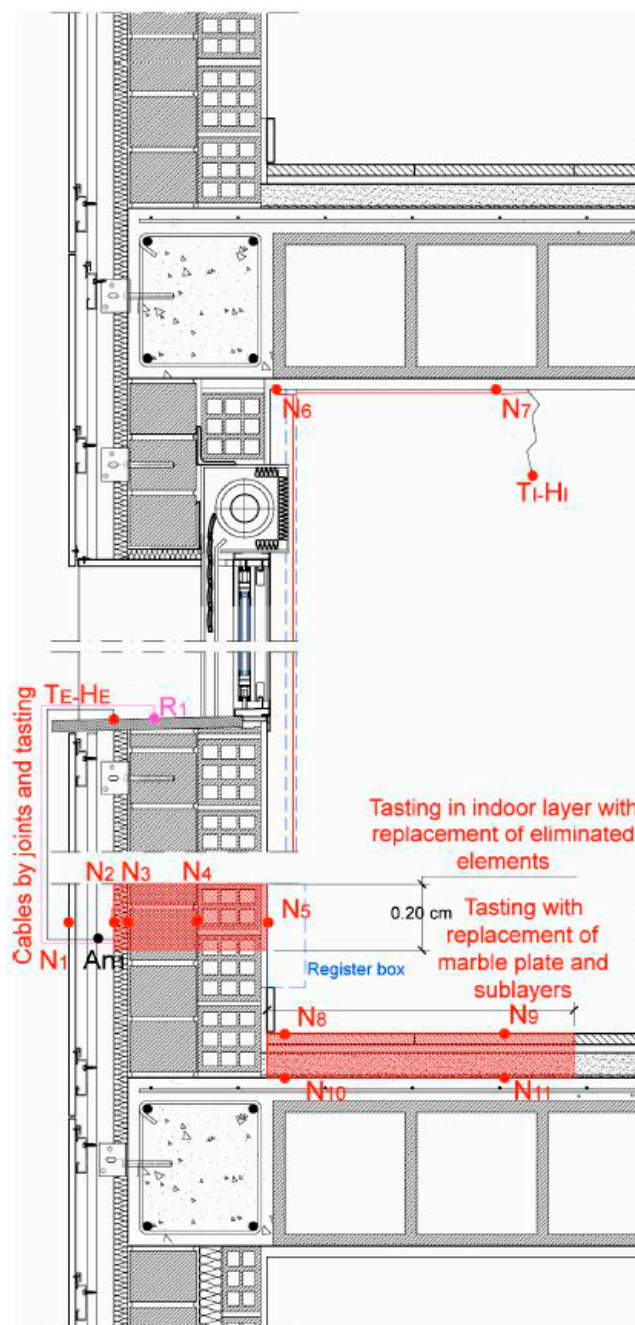 N6
N7
TI-HI
TE-HE
R1
Cables by joints and tasting
Tasting in indoor layer with
replacement of eliminated
elements
N2
N3
N4
N5
N1
An1
0.20 cm
Tasting with
replacement of
marble plate and
sublayers
Register box
N8
N9
N10
N11